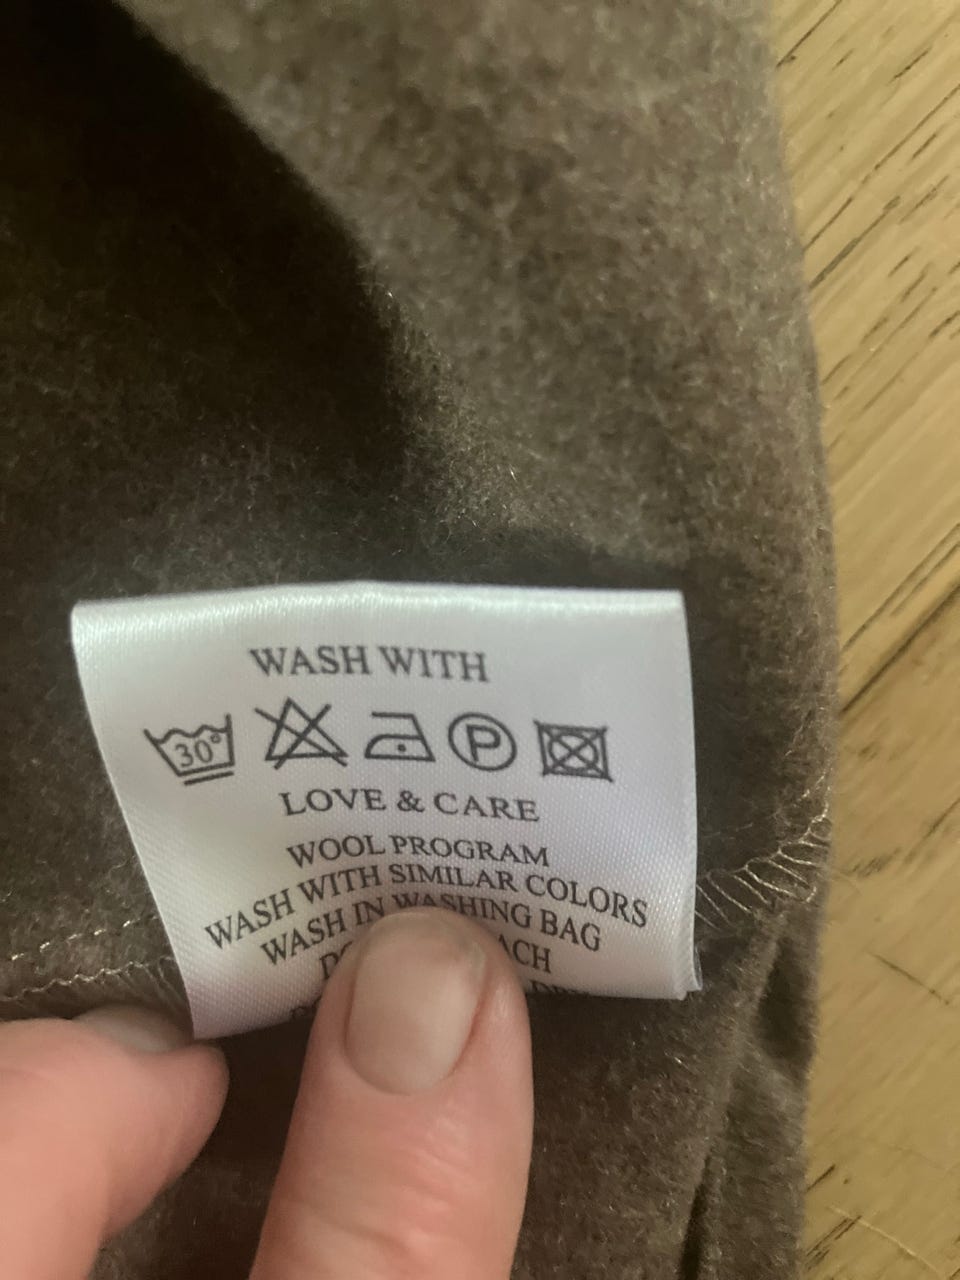 WASH WITH
30° P
LOVE & CARE
WOOL PROGRAM
WASH WITH SIMILAR COLORS
WASH IN WASHING BAG